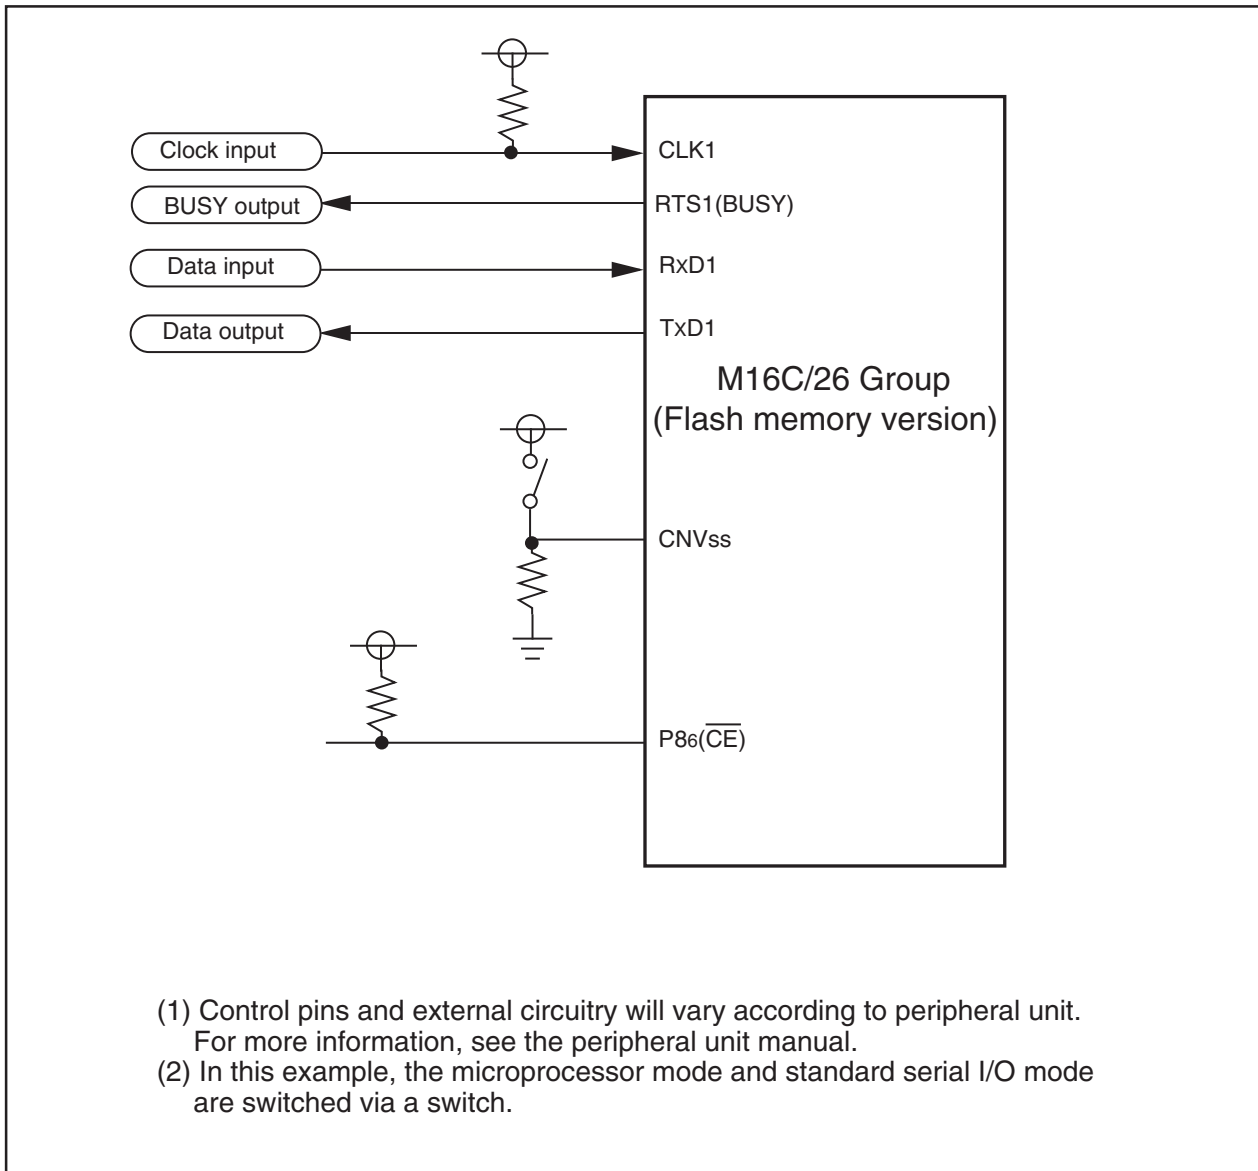 Clock input
CLK1
BUSY output
RTS1(BUSY)
Data input
RxD1
Data output
TxD1
M16C/26 Group
(Flash memory version)
CNVss
P86(C̅E̅)
(1) Control pins and external circuitry will vary according to peripheral unit.
For more information, see the peripheral unit manual.
(2) In this example, the microprocessor mode and standard serial I/O mode
are switched via a switch.